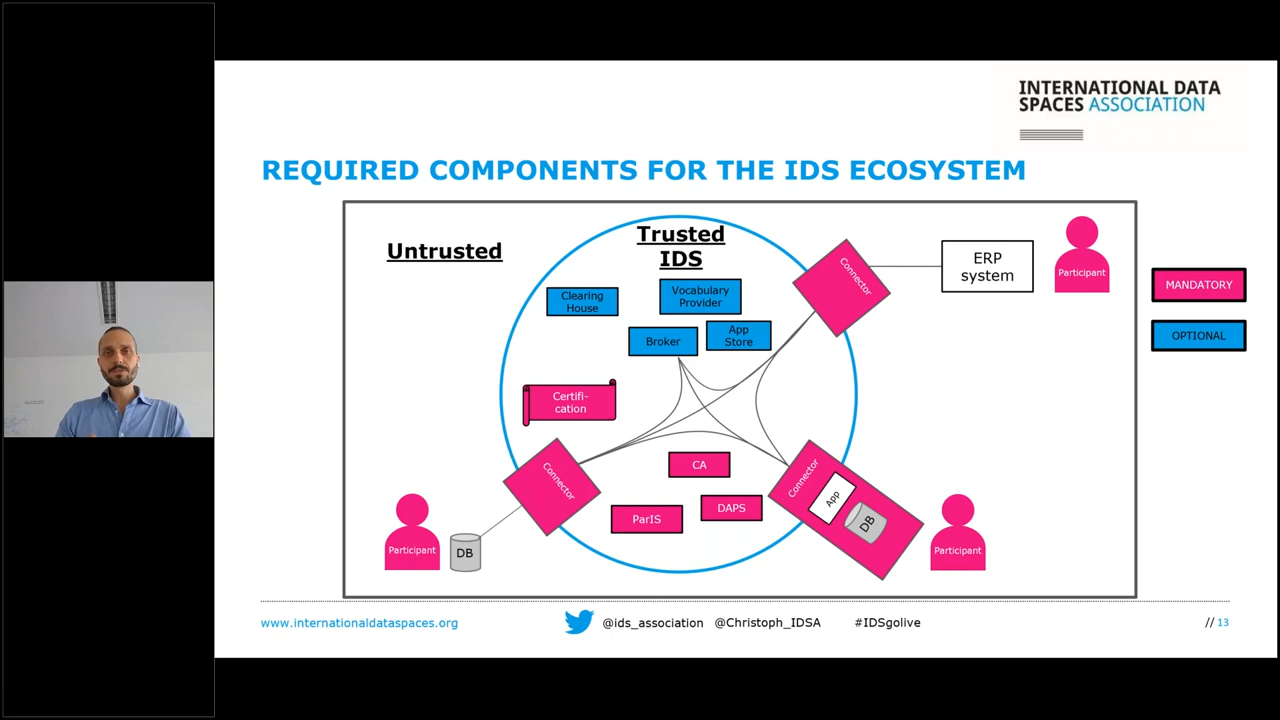 INTERNATIONAL DATA
SPACES ASSOCIATION
REQUIRED COMPONENTS FOR THE IDS ECOSYSTEM
Untrusted
Trusted
IDS
Clearing
House
Vocabulary
Provider
Broker
App
Store
Connector
ERP
system
Participant
MANDATORY
OPTIONAL
Certifi-
cation
Connector
CA
ParIS
DAPS
Connector
App
DB
Participant
DB
Participant
www.internationaldataspaces.org
@ids_association @Christoph_IDSA #IDSgolive
// 13